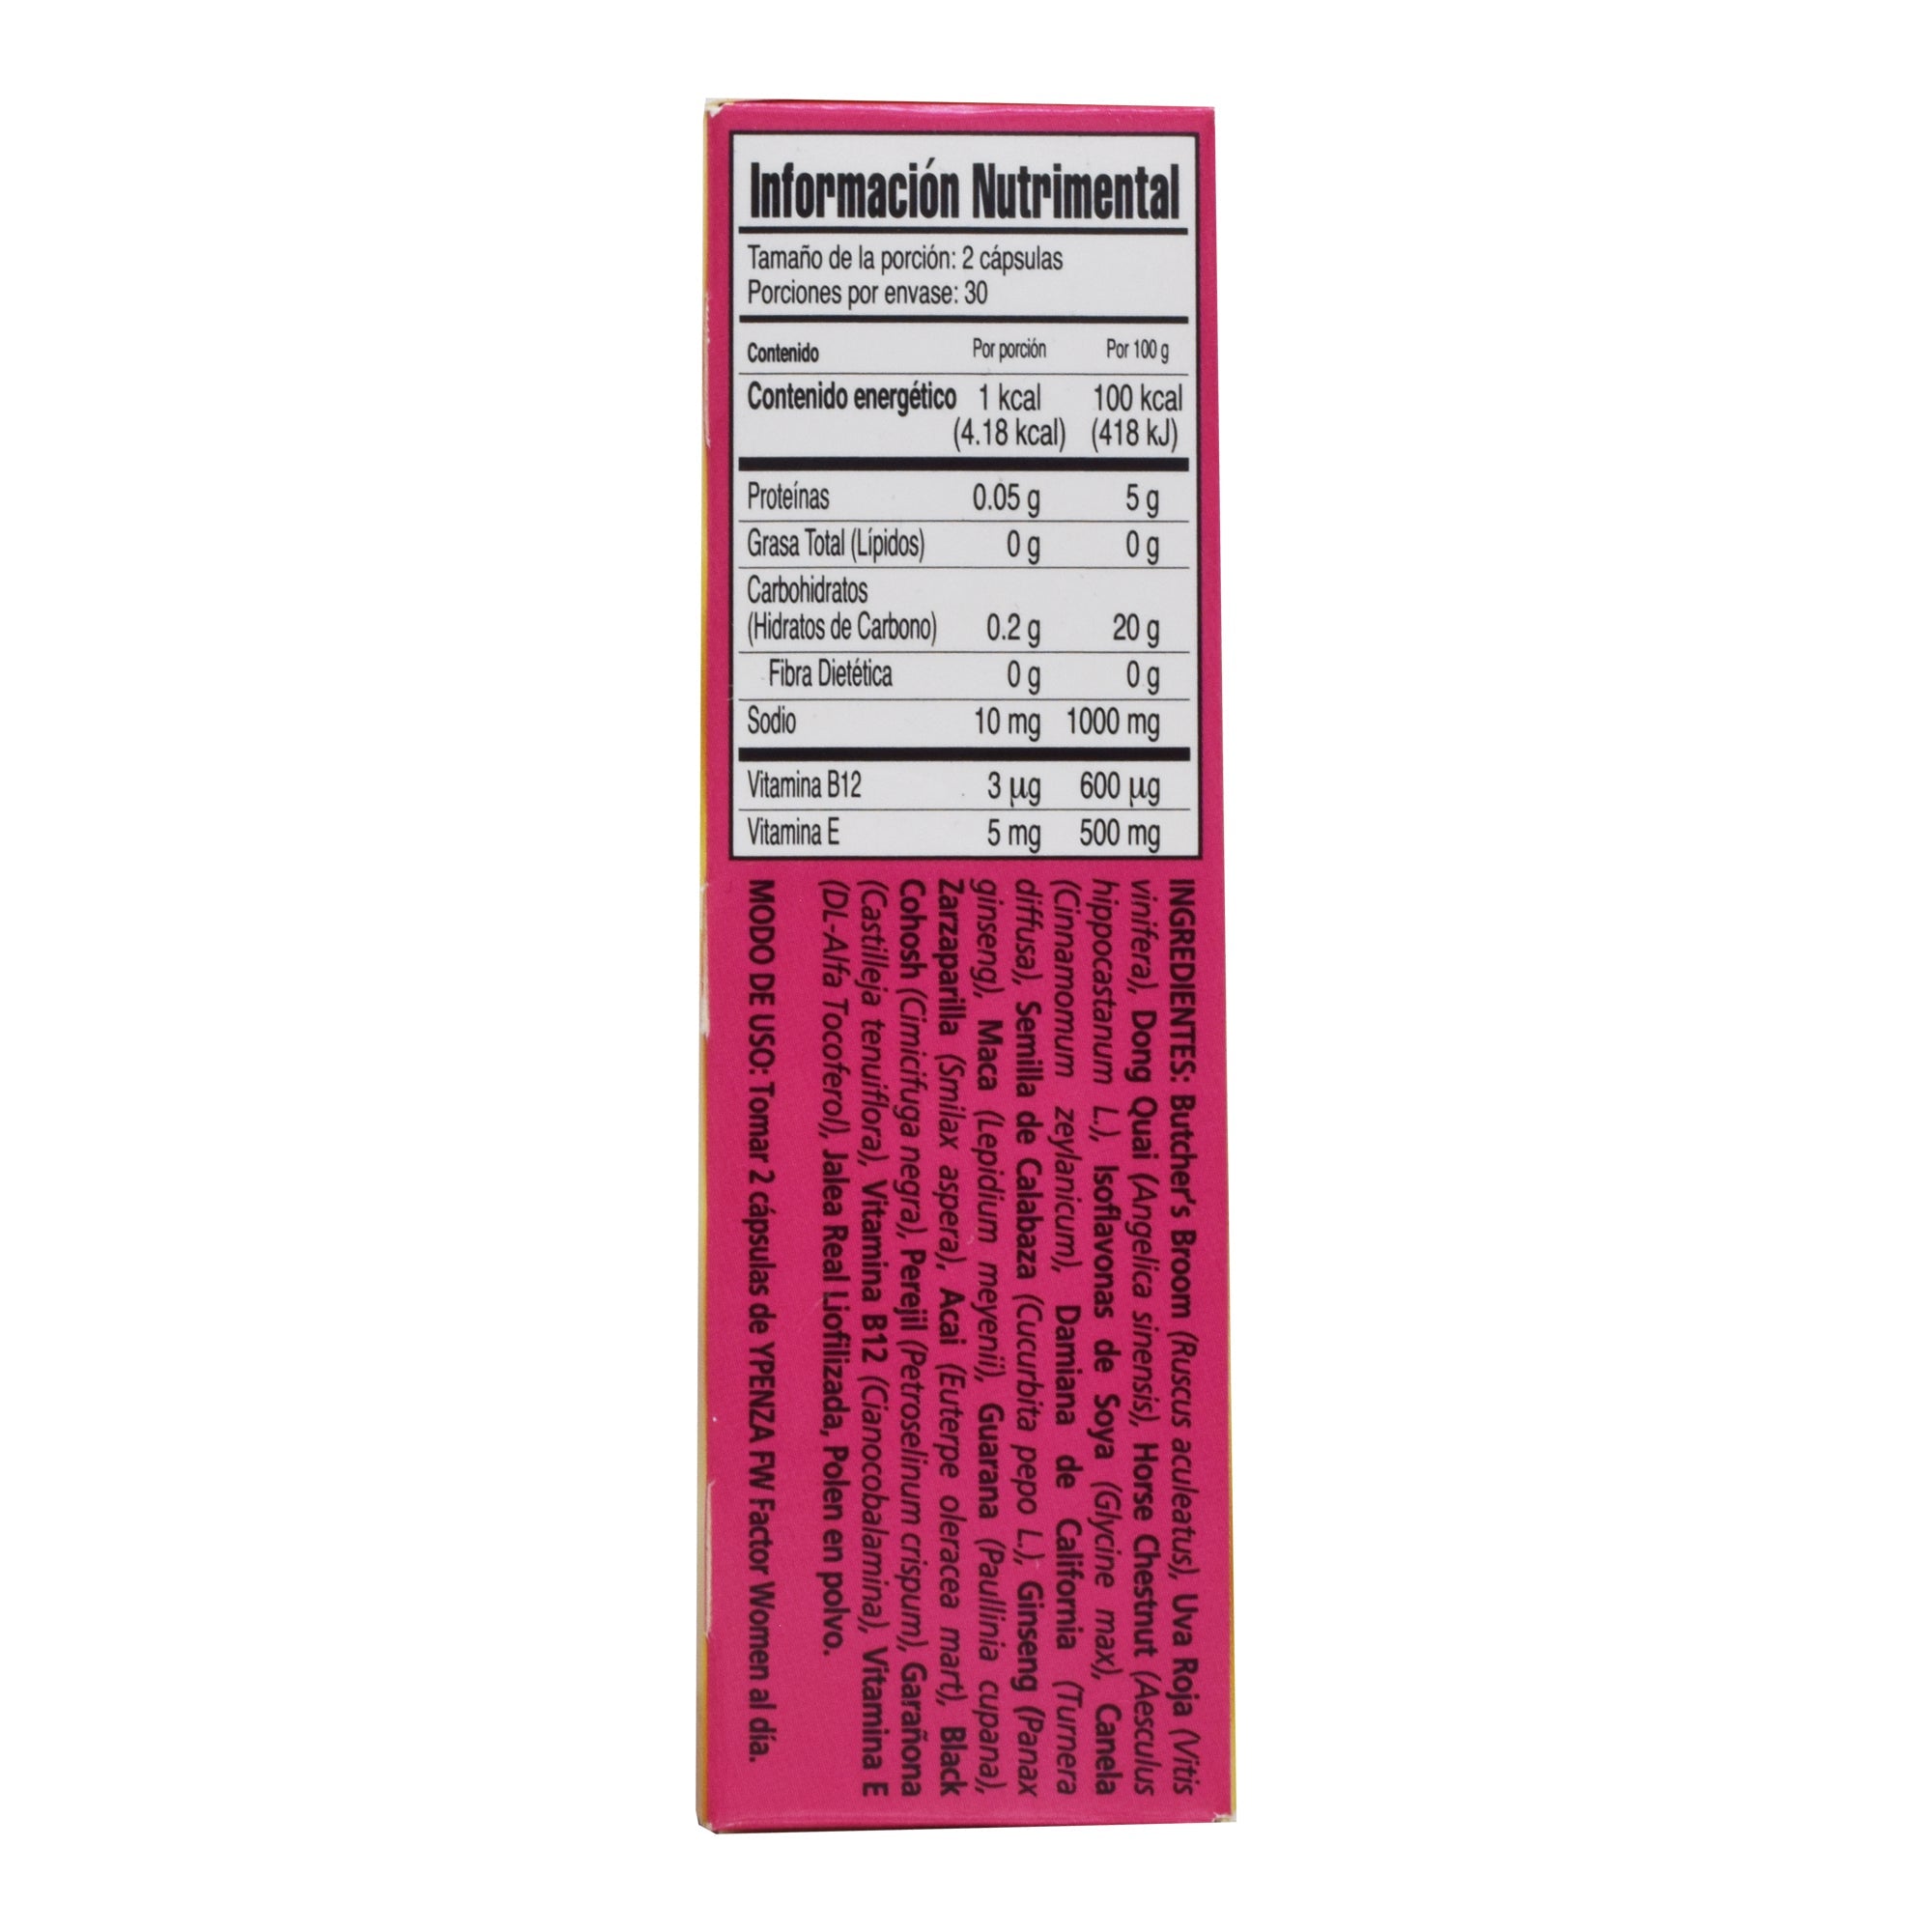 Información Nutrimental
Tamaño de la porción: 2 cápsulas
Porciones por envase: 30
Contenido Por porción Por 100 g
Contenido energético 1 kcal 100 kcal
(4.18 kcal) (418 kJ)
Proteínas 0.05 g 5 g
Grasa Total (Lípidos) 0 g 0 g
Carbohidratos
(Hidratos de Carbono) 0.2 g 20 g
Fibra Dietética 0 g 0 g
Sodio 10 mg 1000 mg
Vitamina B12 3 µg 600 µg
Vitamina E 5 mg 500 mg
INGREDIENTES: Butcher's Broom (Ruscus aculeatus), Uva Roja (Vitis
vinifera), Dong Quai (Angelica sinensis), Horse Chestnut (Aesculus
hippocastanum L.), Isoflavonas de Soya (Glycine max), Canela
(Cinnamomum zeylanicum), Damiana de California (Turnera
diffusa), Semilla de Calabaza (Cucurbita pepo L.), Ginseng (Panax
ginseng), Maca (Lepidium meyenii), Guarana (Paullinia cupana),
Zarzaparilla (Smilax aspera), Acai (Euterpe oleracea mart), Black
Cohosh (Cimicifuga negra), Perejil (Petroselinum crispum), Garañona
(Castilleja tenuiflora), Vitamina B12 (Cianocobalamina), Vitamina E
(DL-Alfa Tocoferol), Jalea Real Liofilizada, Polen en polvo.
MODO DE USO: Tomar 2 cápsulas de YPENZA FW Factor Women al día.